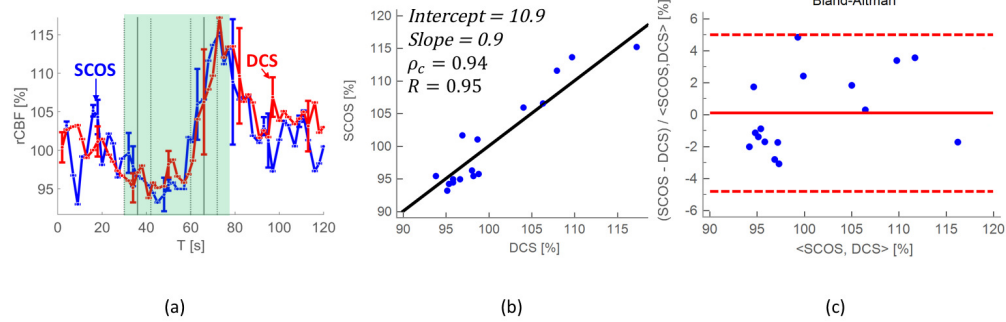 SCOS
DCS
rCBF [%]
115
110
105
100
95
0 20 40 60 80 100 120
T [s]
(a)
Intercept = 10.9
Slope = 0.9
ρc = 0.94
R = 0.95
SCOS [%]
120
115
110
105
100
95
90
90 95 100 105 110 115
DCS [%]
(b)
Bland-Altman
(SCOS - DCS) / <SCOS,DCS> [%]
6
4
2
0
-2
-4
-6
90 95 100 105 110 115 120
<SCOS, DCS> [%]
(c)